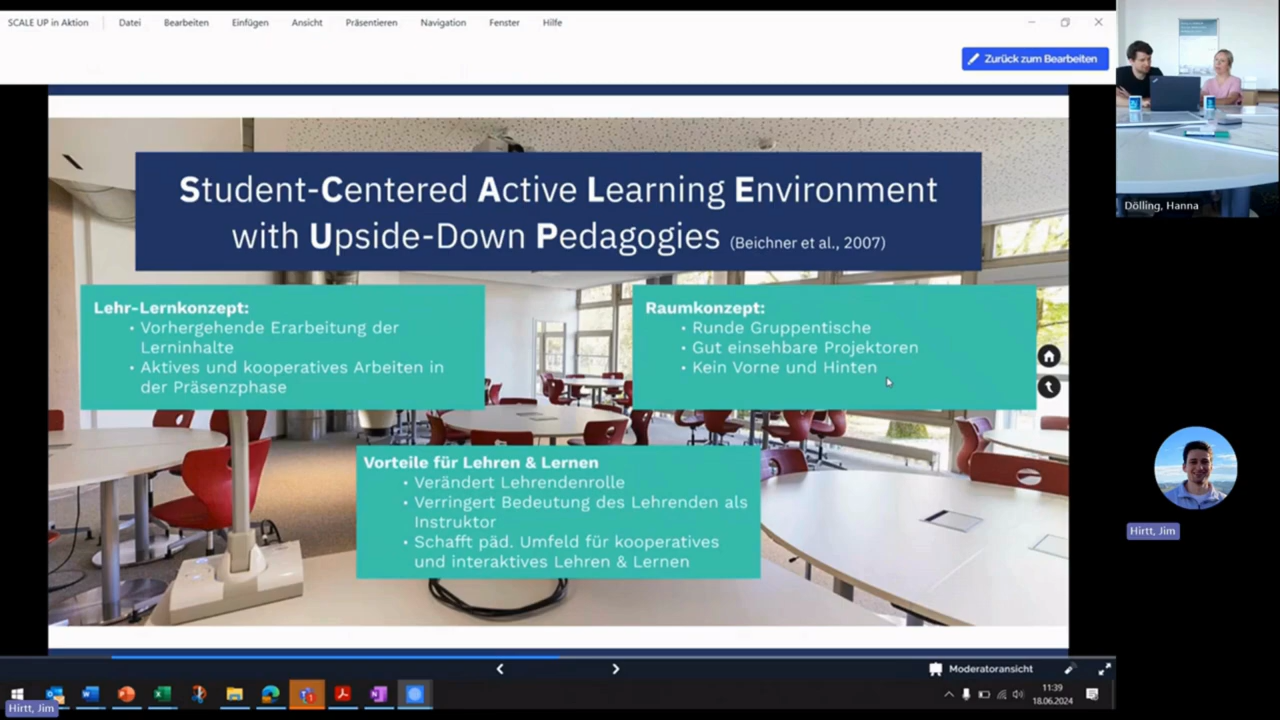 SCALE UP in Aktion
Datei
Bearbeiten
Einfügen
Ansicht
Präsentieren
Navigation
Fenster
Hilfe
Zurück zum Bearbeiten
Student-Centered Active Learning Environment
with Upside-Down Pedagogies (Beichner et al., 2007)
Lehr-Lernkonzept:
• Vorhergehende Erarbeitung der
Lerninhalte
• Aktives und kooperatives Arbeiten in
der Präsenzphase
Raumkonzept:
• Runde Gruppentische
• Gut einsehbare Projektoren
• Kein Vorne und Hinten
Vorteile für Lehren & Lernen
• Verändert Lehrendenrolle
• Verringert Bedeutung des Lehrenden als
Instruktor
• Schafft päd. Umfeld für kooperatives
und interaktives Lehren & Lernen
Dölling, Hanna
Hirtt, Jim
Moderatoransicht
11:39
18.06.2024
Hirtt, Jim